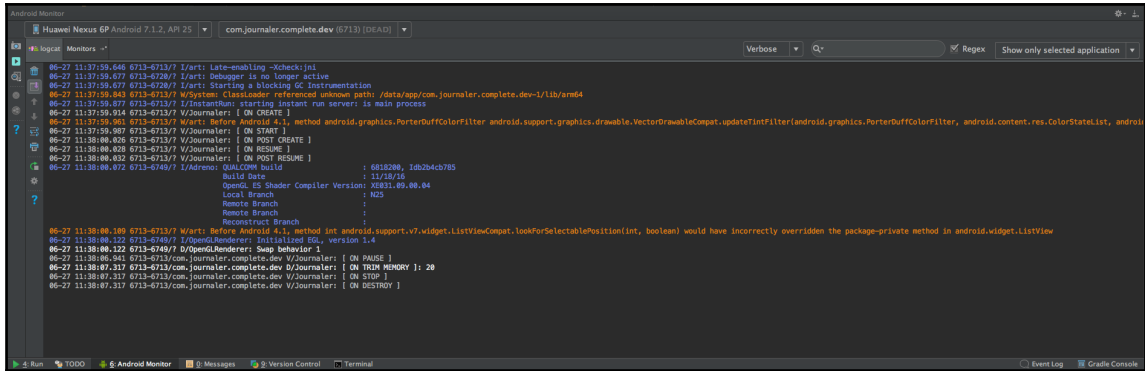 Android Monitor
Huawei Nexus 6P Android 7.1.2, API 25 com.journaler.complete.dev (6713) [DEAD]
logcat Monitors Verbose Regex Show only selected application
06-27 11:37:59.646 6713-6713/? I/art: Late-enabling -Xcheck:jni
06-27 11:37:59.677 6713-6720/? I/art: Debugger is no longer active
06-27 11:37:59.677 6713-6720/? I/art: Starting a blocking GC Instrumentation
06-27 11:37:59.843 6713-6713/? W/System: ClassLoader referenced unknown path: /data/app/com.journaler.complete.dev-1/lib/arm64
06-27 11:37:59.877 6713-6713/? I/InstantRun: starting instant run server: is main process
06-27 11:37:59.914 6713-6713/? V/Journaler: [ ON CREATE ]
06-27 11:37:59.961 6713-6713/? W/art: Before Android 4.1, method android.graphics.PorterDuffColorFilter android.support.graphics.drawable.VectorDrawableCompat.updateTintFilter(android.graphics.PorterDuffColorFilter, android.content.res.ColorStateList, androi
06-27 11:37:59.987 6713-6713/? V/Journaler: [ ON START ]
06-27 11:38:00.026 6713-6713/? V/Journaler: [ ON POST CREATE ]
06-27 11:38:00.028 6713-6713/? V/Journaler: [ ON RESUME ]
06-27 11:38:00.032 6713-6713/? V/Journaler: [ ON POST RESUME ]
06-27 11:38:00.072 6713-6749/? I/Adreno: QUALCOMM build : 6818200, Idb2b4cb785
Build Date : 11/18/16
OpenGL ES Shader Compiler Version: XE031.09.00.04
Local Branch : N25
Remote Branch :
Remote Branch :
Reconstruct Branch :
06-27 11:38:00.109 6713-6713/? W/art: Before Android 4.1, method int android.support.v7.widget.ListViewCompat.lookForSelectablePosition(int, boolean) would have incorrectly overridden the package-private method in android.widget.ListView
06-27 11:38:00.122 6713-6749/? I/OpenGLRenderer: Initialized EGL, version 1.4
06-27 11:38:00.122 6713-6749/? D/OpenGLRenderer: Swap behavior 1
06-27 11:38:06.941 6713-6713/com.journaler.complete.dev V/Journaler: [ ON PAUSE ]
06-27 11:38:07.317 6713-6713/com.journaler.complete.dev D/Journaler: [ ON TRIM MEMORY ]: 20
06-27 11:38:07.317 6713-6713/com.journaler.complete.dev V/Journaler: [ ON STOP ]
06-27 11:38:07.317 6713-6713/com.journaler.complete.dev V/Journaler: [ ON DESTROY ]
4: Run TODO 6: Android Monitor 0: Messages 9: Version Control Terminal Event Log Gradle Console